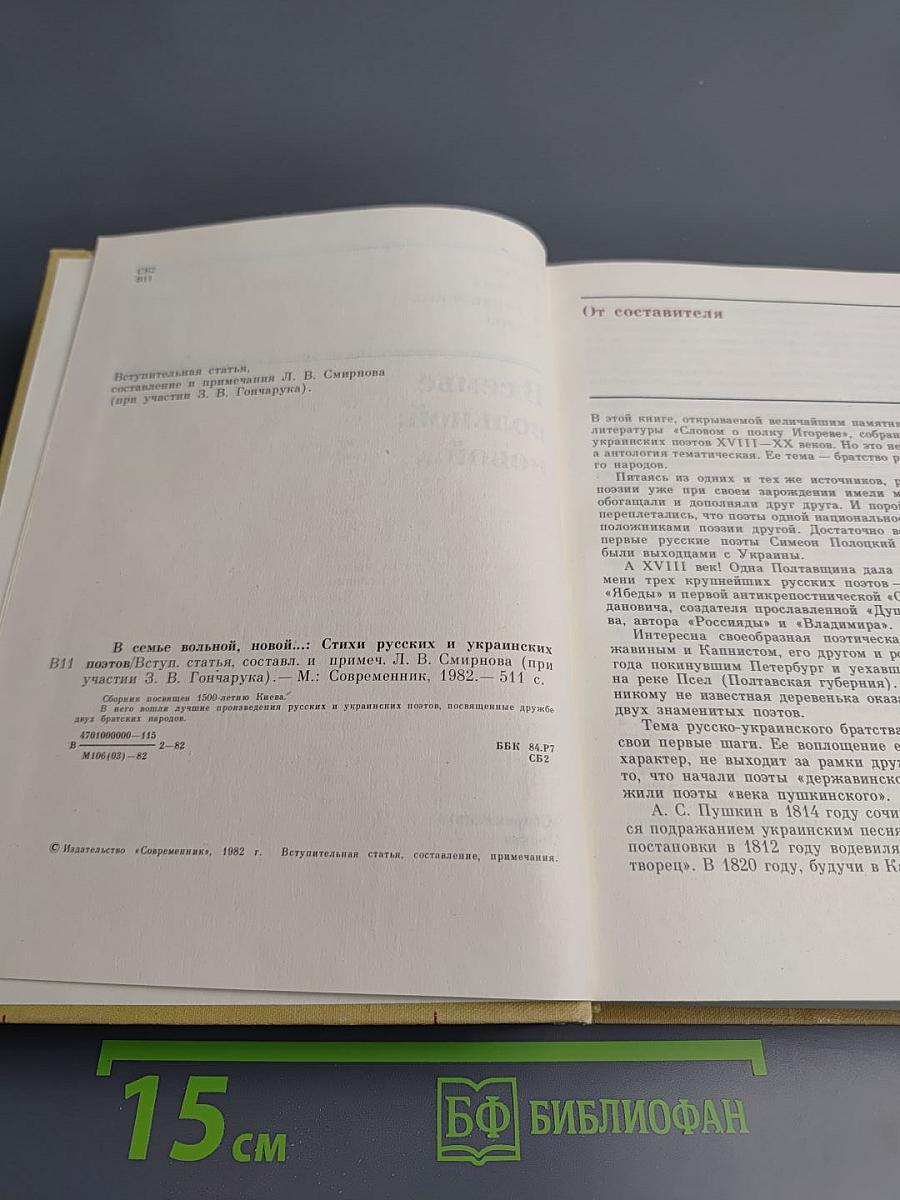 СБ2
В11
Вступительная статья,
составление и примечания Л. В. Смирнова
(при участии З. В. Гончарука).
В семье вольной, новой...: Стихи русских и украинских
В11 поэтов/Вступ. статья, составл. и примеч. Л. В. Смирнова (при
участии З. В. Гончарука).— М.: Современник, 1982.— 511 с.
Сборник посвящен 1500-летию Киева.
В него вошли лучшие произведения русских и украинских поэтов, посвященные дружбе
двух братских народов.
4701000000—115
В 2—82
М106(03)—82
ББК 84.Р7
СБ2
© Издательство «Современник», 1982 г. Вступительная статья, составление, примечания.
От составителя
В этой книге, открываемой величайшим памятни
литературы «Словом о полку Игореве», собран
украинских поэтов XVIII—XX веков. Но это не
а антология тематическая. Ее тема — братство р
го народов.
Питаясь из одних и тех же источников, р
поэзии уже при своем зарождении имели м
обогащали и дополняли друг друга. И порой
переплетались, что поэты одной национально
положниками поэзии другой. Достаточно в
первые русские поэты Симеон Полоцкий
были выходцами с Украины.
А XVIII век! Одна Полтавщина дала
мени трех крупнейших русских поэтов —
«Ябеды» и первой антикрепостнической «О
дановича, создателя прославленной «Душ
ва, автора «Россияды» и «Владимира».
Интересна своеобразная поэтическа
жавиным и Капнистом, его другом и ро
года покинувшим Петербург и уехавш
на реке Псел (Полтавская губерния).
никому не известная деревенька оказа
двух знаменитых поэтов.
Тема русско-украинского братства
свои первые шаги. Ее воплощение е
характер, не выходит за рамки друж
то, что начали поэты «державинско
жили поэты «века пушкинского».
А. С. Пушкин в 1814 году сочи
ся подражанием украинским песня
постановки в 1812 году водевиля
творец». В 1820 году, будучи в Ка
15 см
БФ БИБЛИОФАН